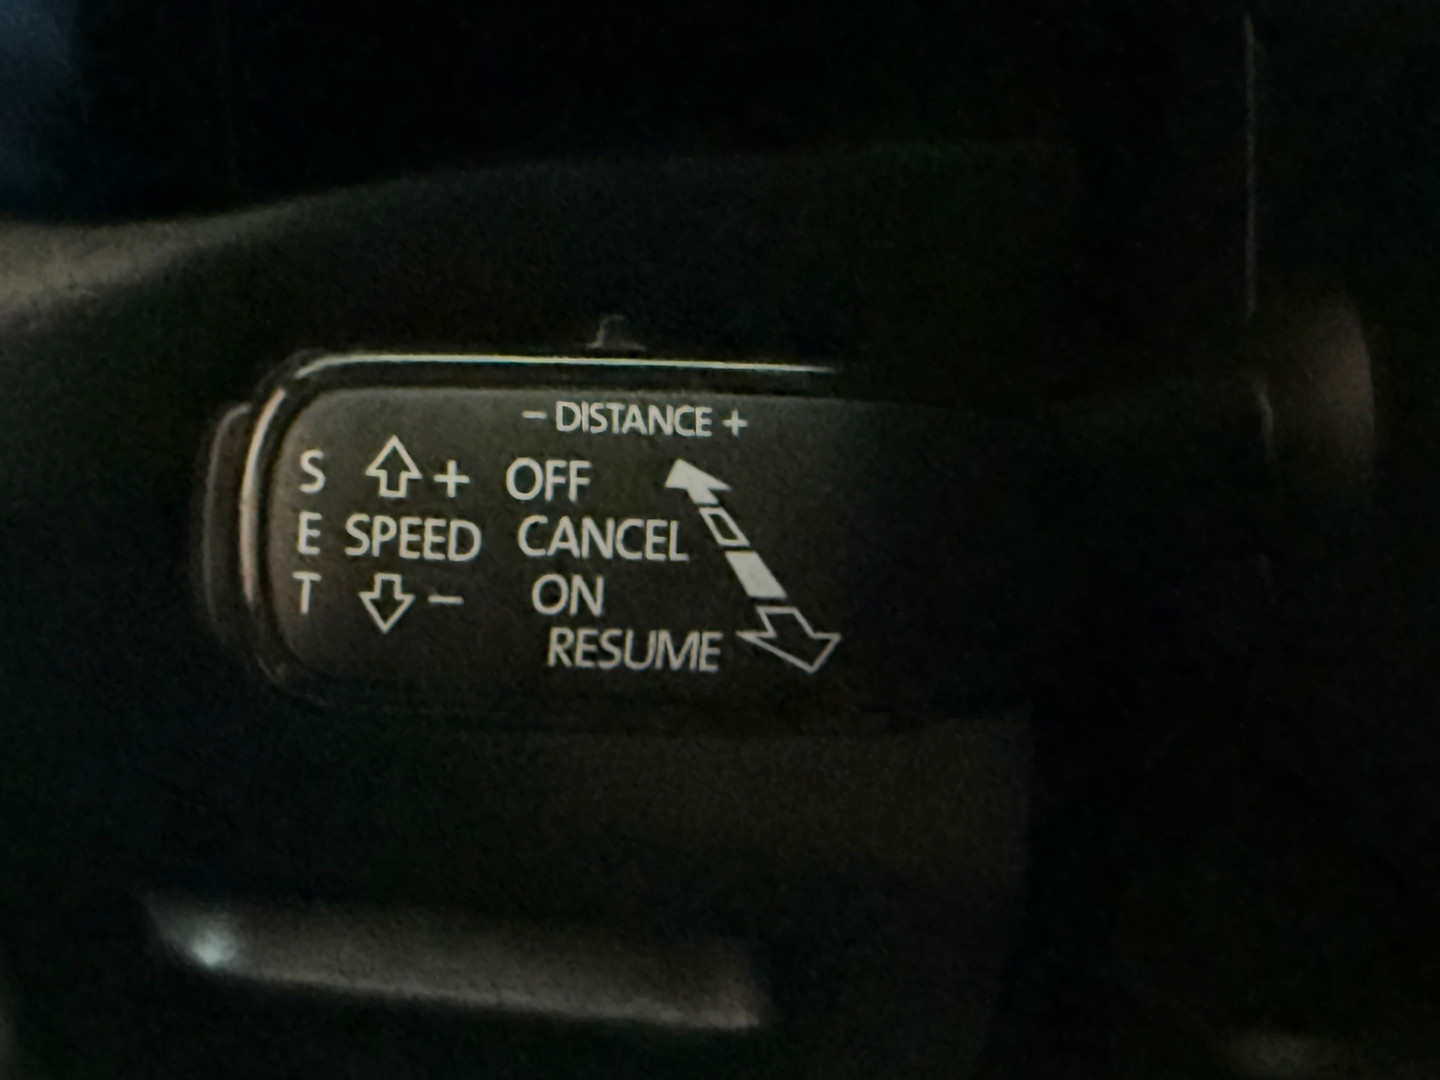 - DISTANCE +
S + OFF
E SPEED CANCEL
T - ON
RESUME